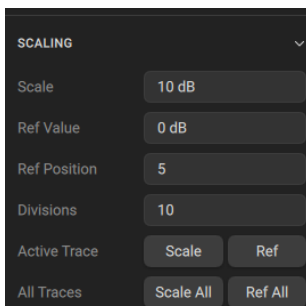 SCALING
Scale 10 dB
Ref Value 0 dB
Ref Position 5
Divisions 10
Active Trace Scale Ref
All Traces Scale All Ref All